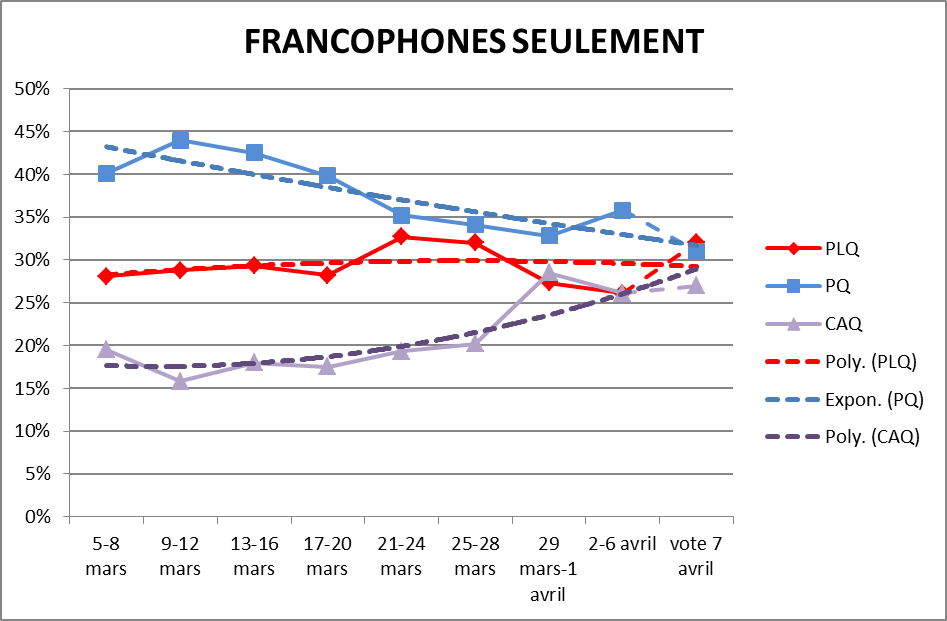 FRANCOPHONES SEULEMENT
50%
45%
40%
35%
30%
25%
20%
15%
10%
5%
0%
5-8
mars
9-12
mars
13-16
mars
17-20
mars
21-24
mars
25-28
mars
29
mars-1
avril
2-6 avril
vote 7
avril
PLQ
PQ
CAQ
Poly. (PLQ)
Expon. (PQ)
Poly. (CAQ)